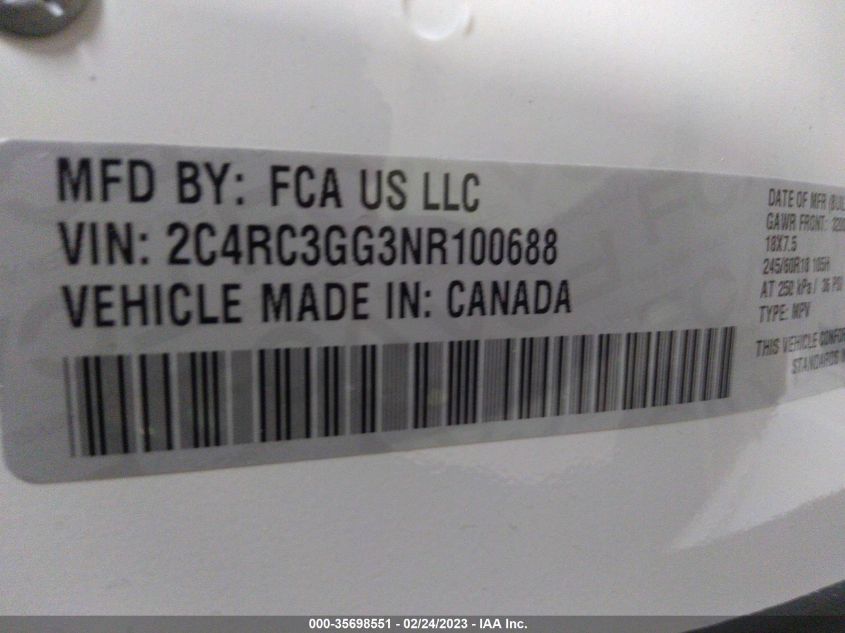 MFD BY: FCA US LLC
VIN: 2C4RC3GG3NR100688
VEHICLE MADE IN: CANADA
DATE OF MFR
GAWR FRONT:
18X7.5
245/60R18 105H
AT 250 kPa / 36 PSI
TYPE: MPV
THIS VEHICLE
STANDARDS
000-35698551 - 02/24/2023 - IAA Inc.